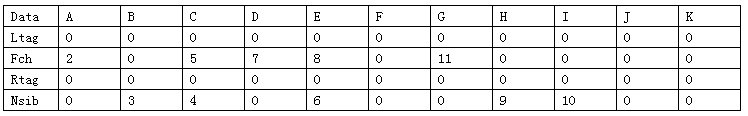 Data A B C D E F G H I J K
Ltag 0 0 0 0 0 0 0 0 0 0 0
Fch 2 0 5 7 8 0 11 0 0 0 0
Rtag 0 0 0 0 0 0 0 0 0 0 0
Nsib 0 3 4 0 6 0 0 9 10 0 0